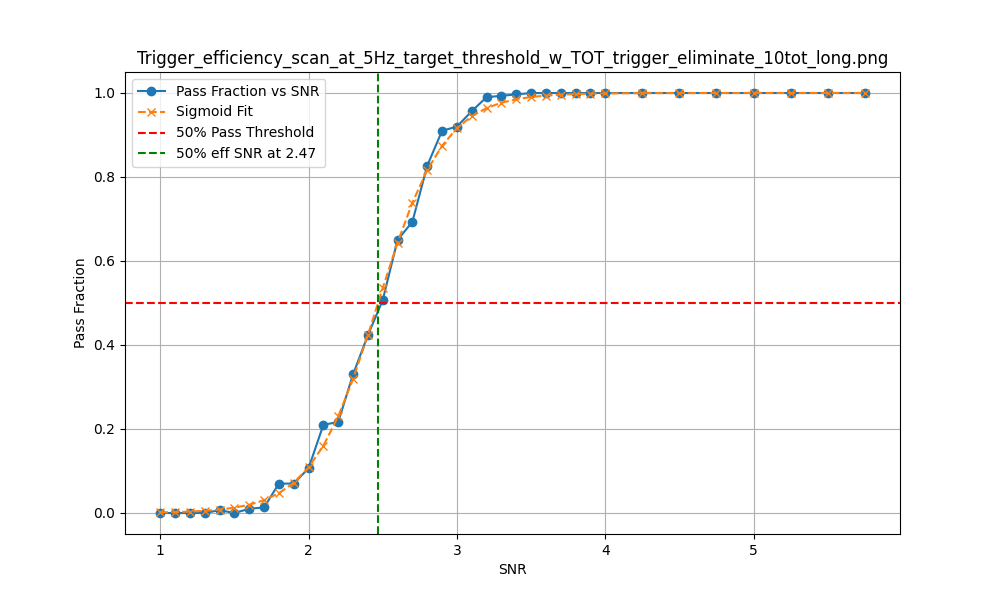 Trigger_efficiency_scan_at_5Hz_target_threshold_w_TOT_trigger_eliminate_10tot_long.png
Pass Fraction vs SNR
Sigmoid Fit
50% Pass Threshold
50% eff SNR at 2.47
Pass Fraction
1.0
0.8
0.6
0.4
0.2
0.0
1 2 3 4 5
SNR